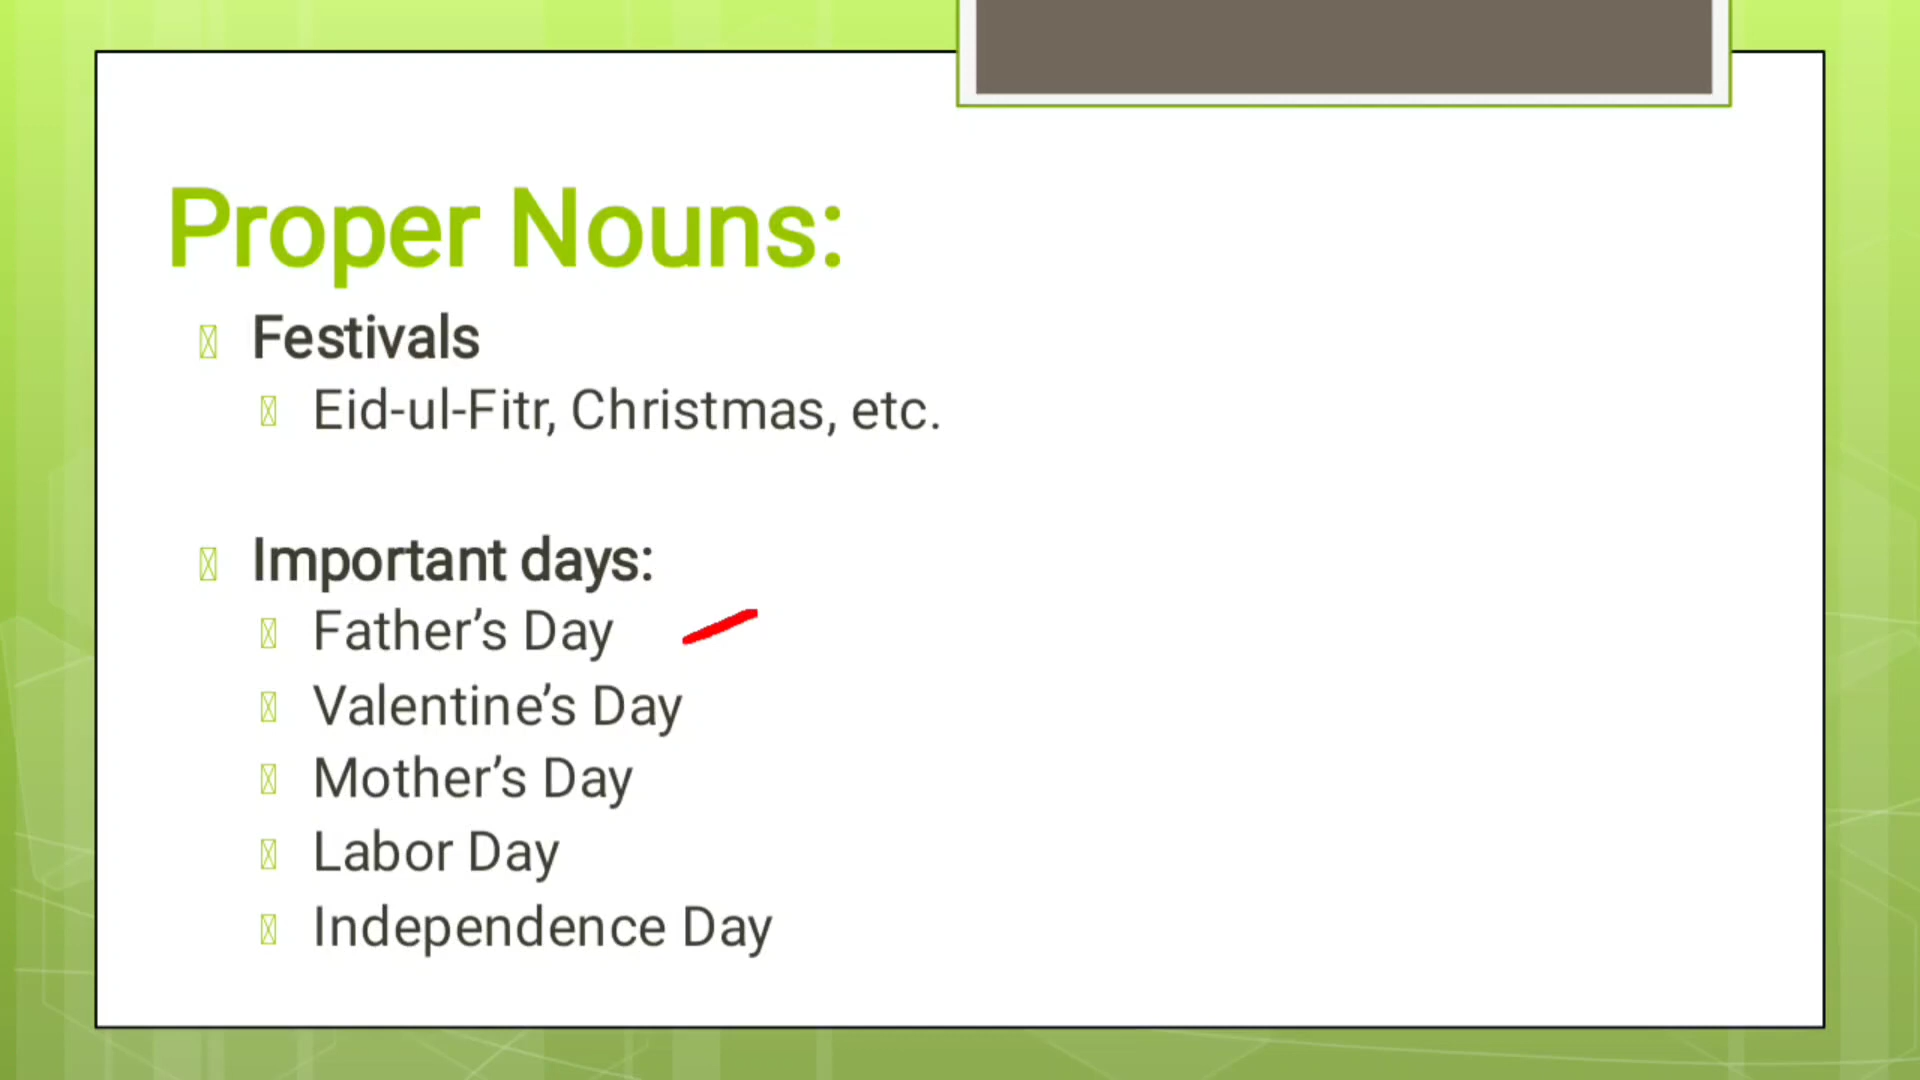 Proper Nouns:
Festivals
Eid-ul-Fitr, Christmas, etc.
Important days:
Father’s Day
Valentine’s Day
Mother’s Day
Labor Day
Independence Day